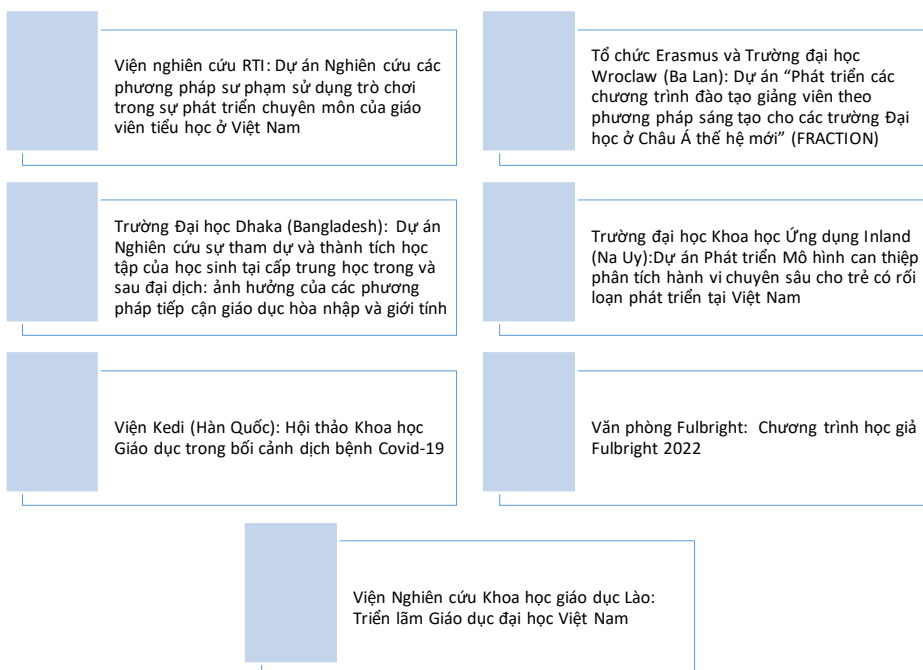 Viện nghiên cứu RTI: Dự án Nghiên cứu các
phương pháp sư phạm sử dụng trò chơi
trong sự phát triển chuyên môn của giáo
viên tiểu học ở Việt Nam
Tổ chức Erasmus và Trường đại học
Wroclaw (Ba Lan): Dự án “Phát triển các
chương trình đào tạo giảng viên theo
phương pháp sáng tạo cho các trường Đại
học ở Châu Á thế hệ mới” (FRACTION)
Trường Đại học Dhaka (Bangladesh): Dự án
Nghiên cứu sự tham dự và thành tích học
tập của học sinh tại cấp trung học trong và
sau đại dịch: ảnh hưởng của các phương
pháp tiếp cận giáo dục hòa nhập và giới tính
Trường đại học Khoa học Ứng dụng Inland
(Na Uy):Dự án Phát triển Mô hình can thiệp
phân tích hành vi chuyên sâu cho trẻ có rối
loạn phát triển tại Việt Nam
Viện Kedi (Hàn Quốc): Hội thảo Khoa học
Giáo dục trong bối cảnh dịch bệnh Covid-19
Văn phòng Fulbright: Chương trình học giả
Fulbright 2022
Viện Nghiên cứu Khoa học giáo dục Lào:
Triển lãm Giáo dục đại học Việt Nam